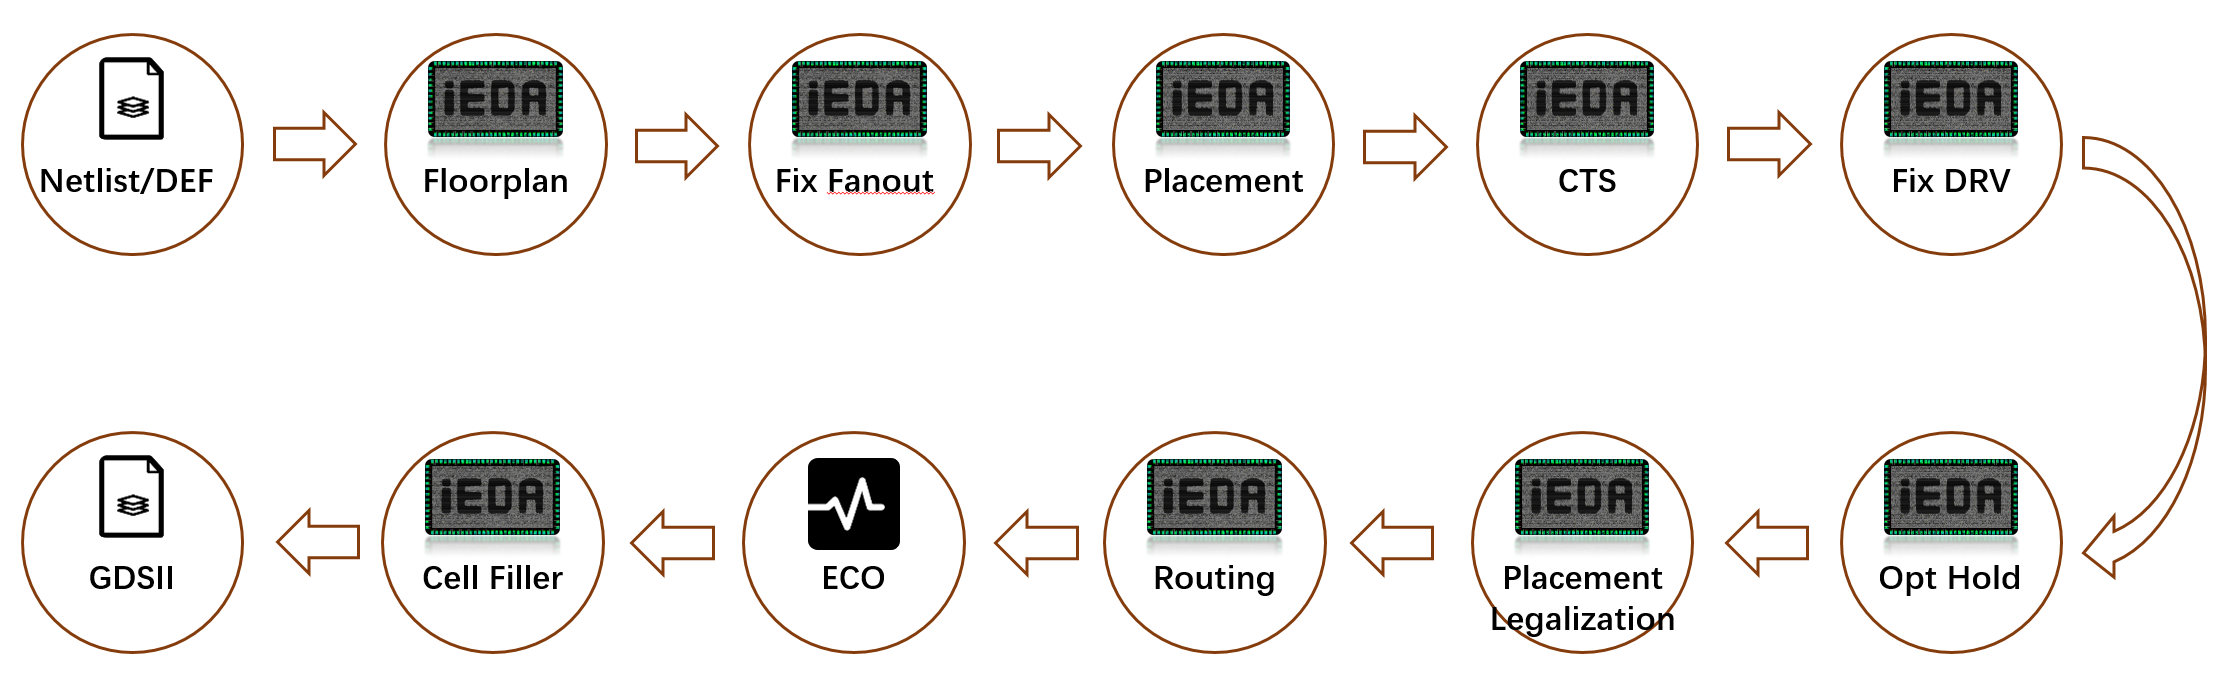 iEDA
iEDA
iEDA
iEDA
iEDA
Netlist/DEF
Floorplan
Fix Fanout
Placement
CTS
Fix DRV
iEDA
iEDA
iEDA
iEDA
GDSII
Cell Filler
ECO
Routing
Placement
Legalization
Opt Hold